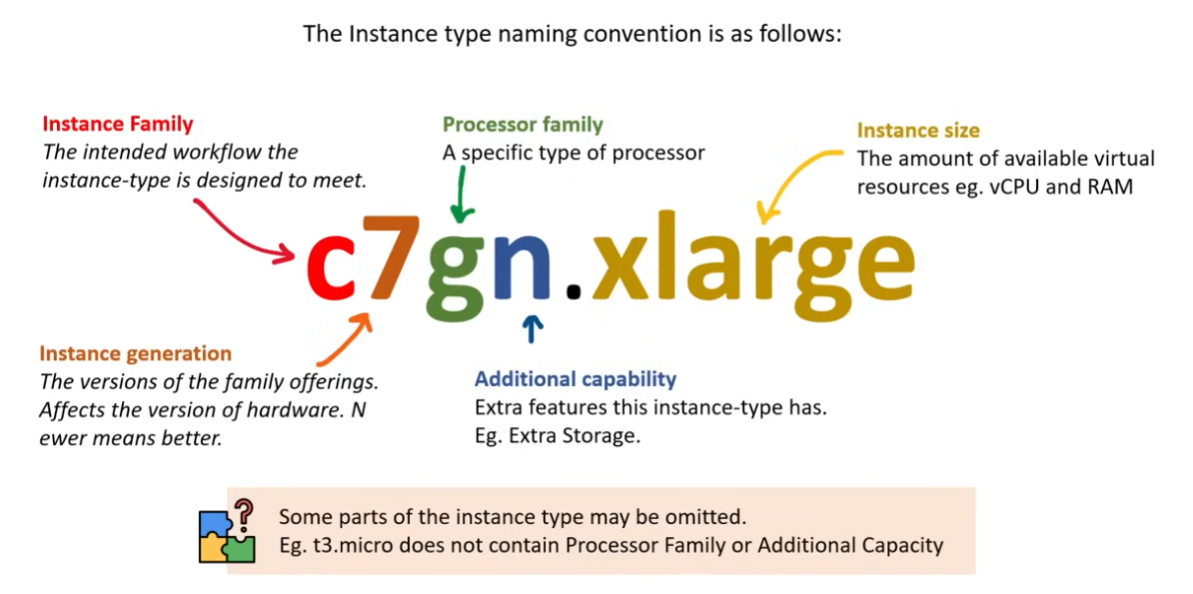 The Instance type naming convention is as follows:
Instance Family
The intended workflow the
instance-type is designed to meet.
Processor family
A specific type of processor
Instance size
The amount of available virtual
resources eg. vCPU and RAM
c7gn.xlarge
Instance generation
The versions of the family offerings.
Affects the version of hardware. N
ewer means better.
Additional capability
Extra features this instance-type has.
Eg. Extra Storage.
?
Some parts of the instance type may be omitted.
Eg. t3.micro does not contain Processor Family or Additional Capacity